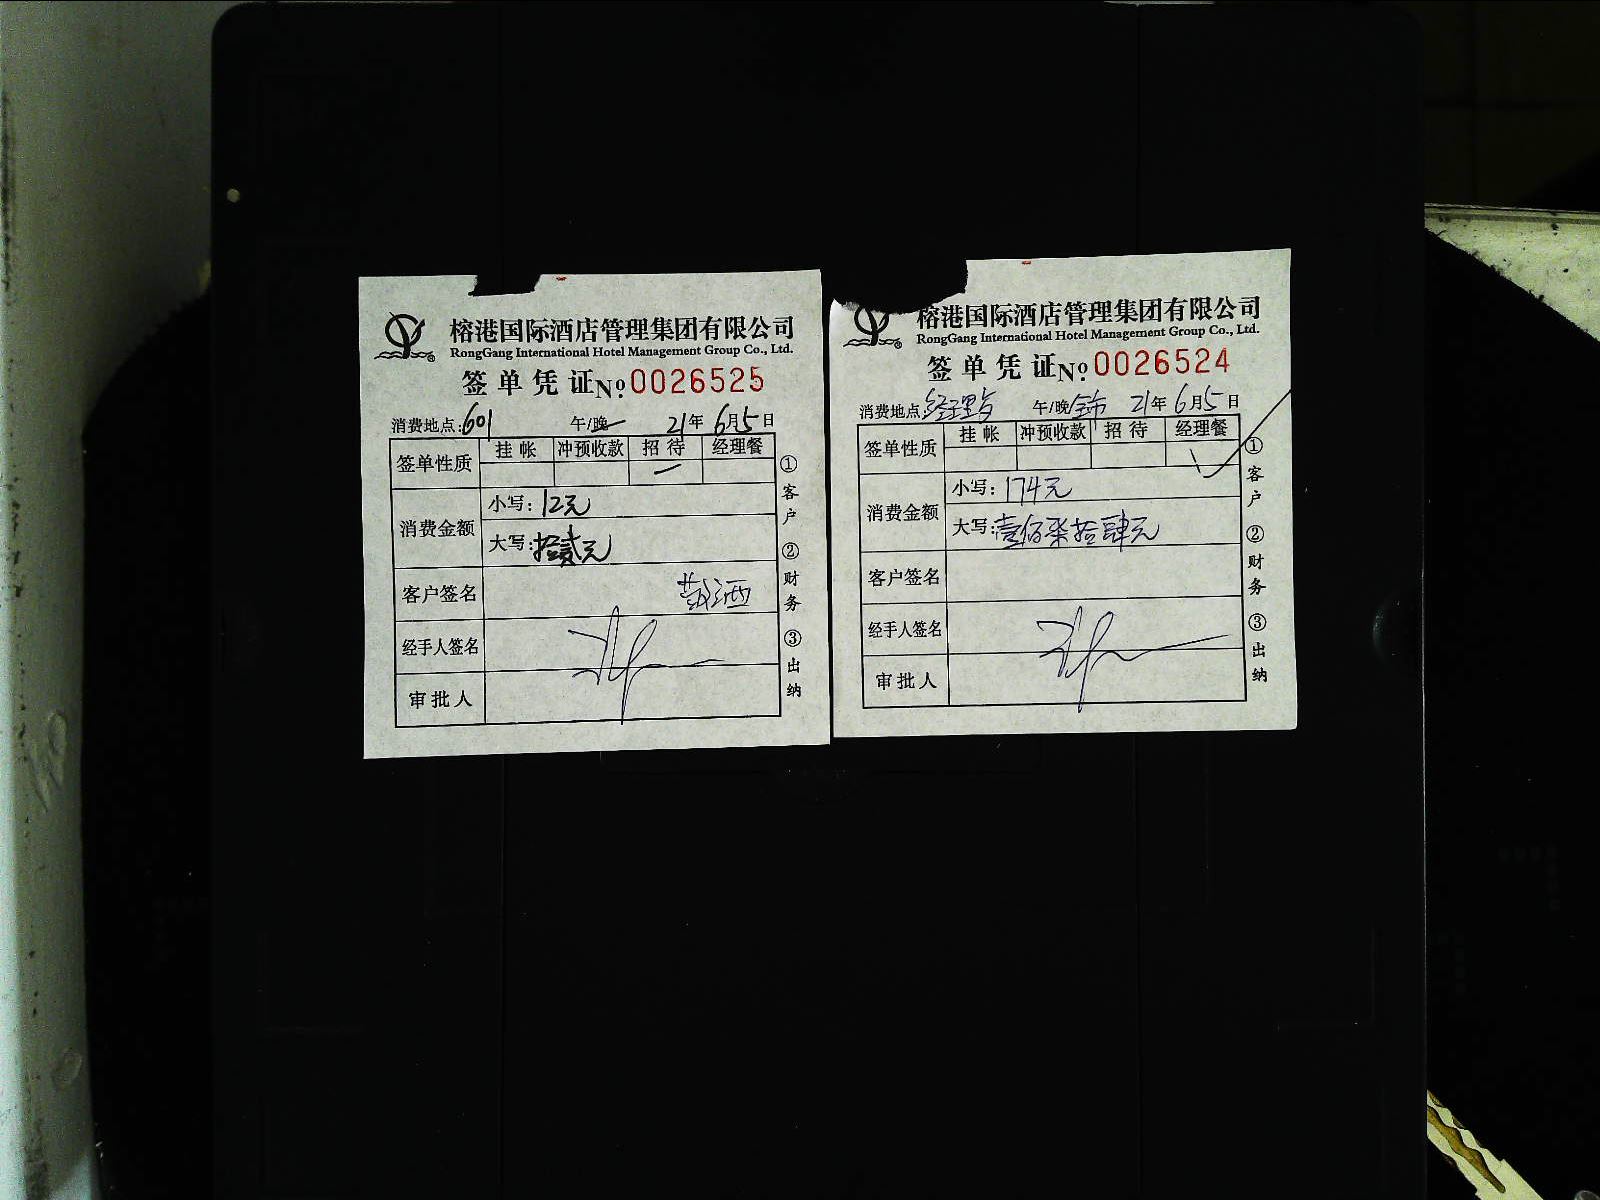 榕港国际酒店管理集团有限公司
RongGang International Hotel Management Group Co., Ltd.
签单凭证No:0026525
消费地点:601 午/晚 21年6月5日
签单性质 挂帐 冲预收款 招待 经理餐
消费金额 小写:12元
大写:拾贰元
客户签名
经手人签名
审批人
①客户 ②财务 ③出纳
榕港国际酒店管理集团有限公司
RongGang International Hotel Management Group Co., Ltd.
签单凭证No:0026524
消费地点:经理 午/晚 21年6月5日
签单性质 挂帐 冲预收款 招待 经理餐
消费金额 小写:174元
大写:壹佰柒拾肆元
客户签名
经手人签名
审批人
①客户 ②财务 ③出纳